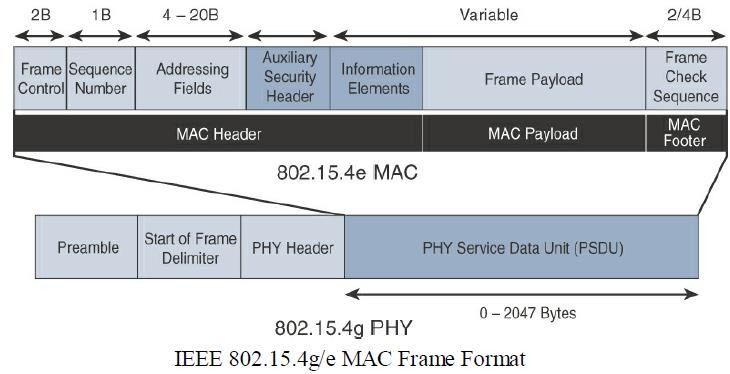 2B 1B 4 – 20B Variable 2/4B
Frame Control
Sequence Number
Addressing Fields
Auxiliary Security Header
Information Elements
Frame Payload
Frame Check Sequence
MAC Header
MAC Payload
MAC Footer
802.15.4e MAC
Preamble
Start of Frame Delimiter
PHY Header
PHY Service Data Unit (PSDU)
0 – 2047 Bytes
802.15.4g PHY
IEEE 802.15.4g/e MAC Frame Format